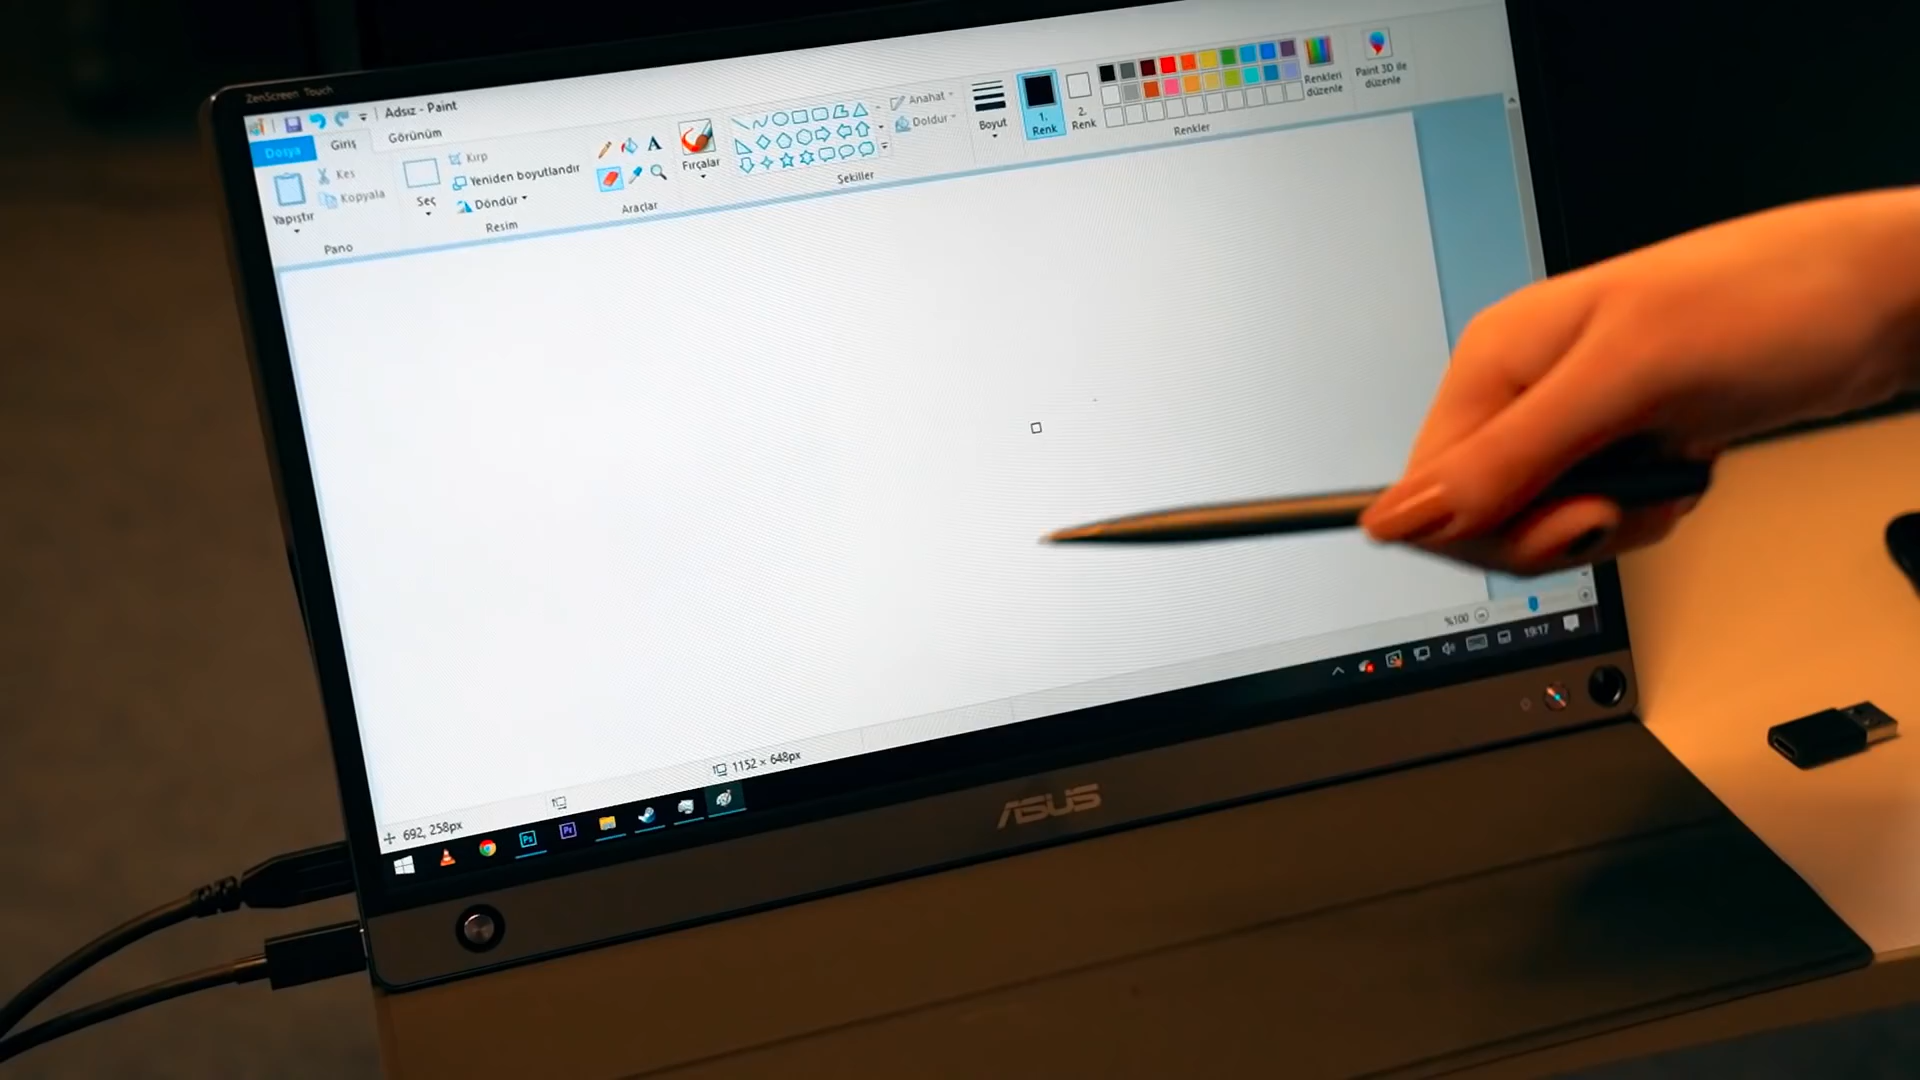 ZenScreen Touch
Adsız - Paint
Dosya
Giriş
Görünüm
Yapıştır
Kes
Kopyala
Pano
Seç
Kırp
Yeniden boyutlandır
Döndür
Resim
A
Araçlar
Fırçalar
Şekiller
Anahat
Doldur
Boyut
1.
Renk
2.
Renk
Renkler
Renkleri
düzenle
Paint 3D ile
düzenle
692, 258px
1152 × 648px
%100
Ps
Pr
19:17
ASUS